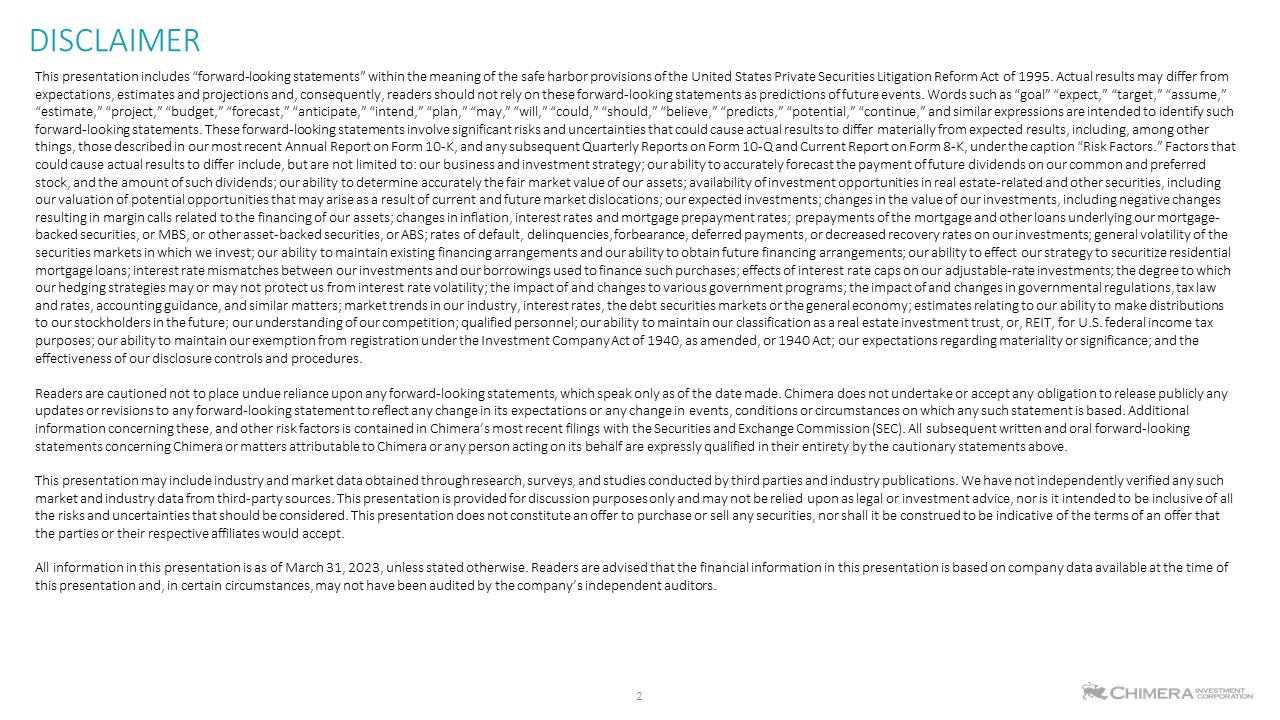 DISCLAIMER
This presentation includes “forward-looking statements” within the meaning of the safe harbor provisions of the United States Private Securities Litigation Reform Act of 1995. Actual results may differ from
expectations, estimates and projections and, consequently, readers should not rely on these forward-looking statements as predictions of future events. Words such as “goal” “expect,” “target,” “assume,”
“estimate,” “project,” “budget,” “forecast,” “anticipate,” “intend,” “plan,” “may,” “will,” “could,” “should,” “believe,” “predicts,” “potential,” “continue,” and similar expressions are intended to identify such
forward-looking statements. These forward-looking statements involve significant risks and uncertainties that could cause actual results to differ materially from expected results, including, among other
things, those described in our most recent Annual Report on Form 10-K, and any subsequent Quarterly Reports on Form 10-Q and Current Report on Form 8-K, under the caption “Risk Factors.” Factors that
could cause actual results to differ include, but are not limited to: our business and investment strategy; our ability to accurately forecast the payment of future dividends on our common and preferred
stock, and the amount of such dividends; our ability to determine accurately the fair market value of our assets; availability of investment opportunities in real estate-related and other securities, including
our valuation of potential opportunities that may arise as a result of current and future market dislocations; our expected investments; changes in the value of our investments, including negative changes
resulting in margin calls related to the financing of our assets; changes in inflation, interest rates and mortgage prepayment rates; prepayments of the mortgage and other loans underlying our mortgage-
backed securities, or MBS, or other asset-backed securities, or ABS; rates of default, delinquencies, forbearance, deferred payments, or decreased recovery rates on our investments; general volatility of the
securities markets in which we invest; our ability to maintain existing financing arrangements and our ability to obtain future financing arrangements; our ability to effect our strategy to securitize residential
mortgage loans; interest rate mismatches between our investments and our borrowings used to finance such purchases; effects of interest rate caps on our adjustable-rate investments; the degree to which
our hedging strategies may or may not protect us from interest rate volatility; the impact of and changes to various government programs; the impact of and changes in governmental regulations, tax law
and rates, accounting guidance, and similar matters; market trends in our industry, interest rates, the debt securities markets or the general economy; estimates relating to our ability to make distributions
to our stockholders in the future; our understanding of our competition; qualified personnel; our ability to maintain our classification as a real estate investment trust, or, REIT, for U.S. federal income tax
purposes; our ability to maintain our exemption from registration under the Investment Company Act of 1940, as amended, or 1940 Act; our expectations regarding materiality or significance; and the
effectiveness of our disclosure controls and procedures.
Readers are cautioned not to place undue reliance upon any forward-looking statements, which speak only as of the date made. Chimera does not undertake or accept any obligation to release publicly any
updates or revisions to any forward-looking statement to reflect any change in its expectations or any change in events, conditions or circumstances on which any such statement is based. Additional
information concerning these, and other risk factors is contained in Chimera’s most recent filings with the Securities and Exchange Commission (SEC). All subsequent written and oral forward-looking
statements concerning Chimera or matters attributable to Chimera or any person acting on its behalf are expressly qualified in their entirety by the cautionary statements above.
This presentation may include industry and market data obtained through research, surveys, and studies conducted by third parties and industry publications. We have not independently verified any such
market and industry data from third-party sources. This presentation is provided for discussion purposes only and may not be relied upon as legal or investment advice, nor is it intended to be inclusive of all
the risks and uncertainties that should be considered. This presentation does not constitute an offer to purchase or sell any securities, nor shall it be construed to be indicative of the terms of an offer that
the parties or their respective affiliates would accept.
All information in this presentation is as of March 31, 2023, unless stated otherwise. Readers are advised that the financial information in this presentation is based on company data available at the time of
this presentation and, in certain circumstances, may not have been audited by the company’s independent auditors.
2
CHIMERA INVESTMENT
CORPORATION